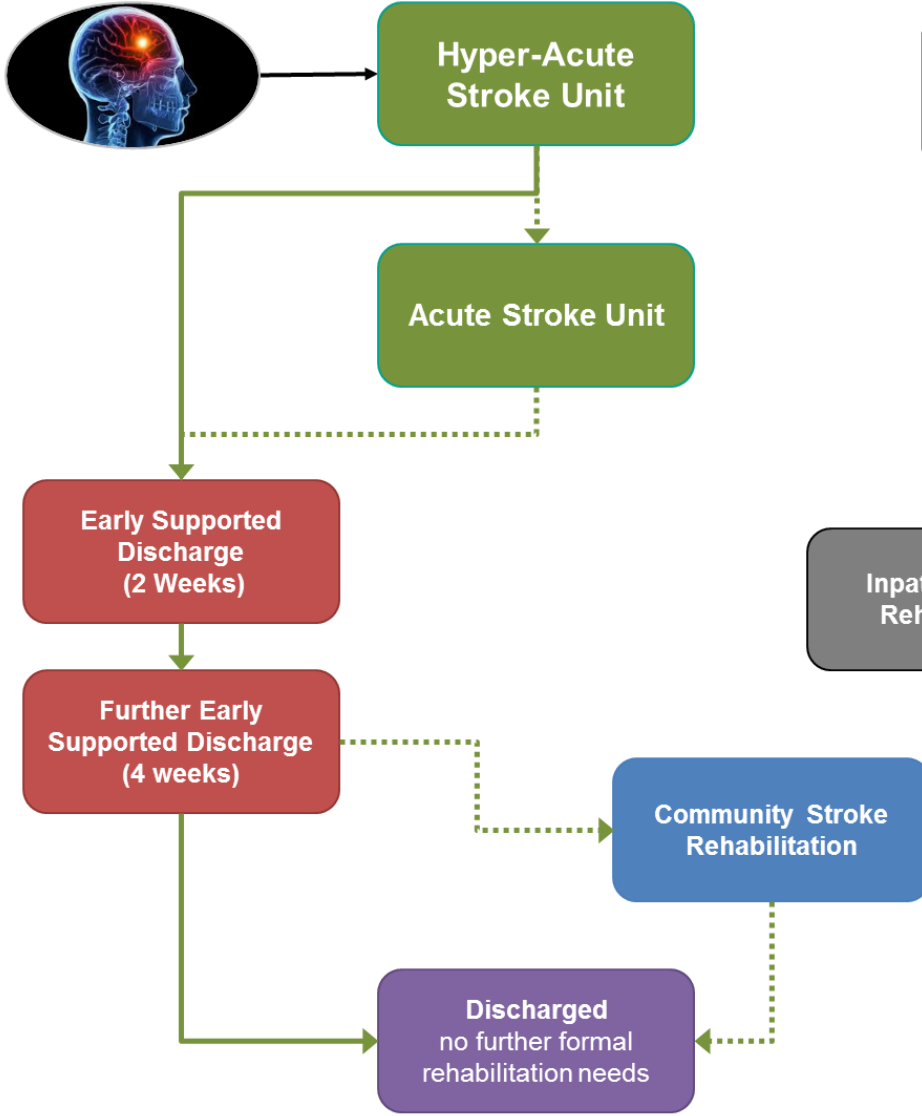 Hyper-Acute
Stroke Unit
Acute Stroke Unit
Early Supported
Discharge
(2 Weeks)
Further Early
Supported Discharge
(4 weeks)
Community Stroke
Rehabilitation
Discharged
no further formal
rehabilitation needs